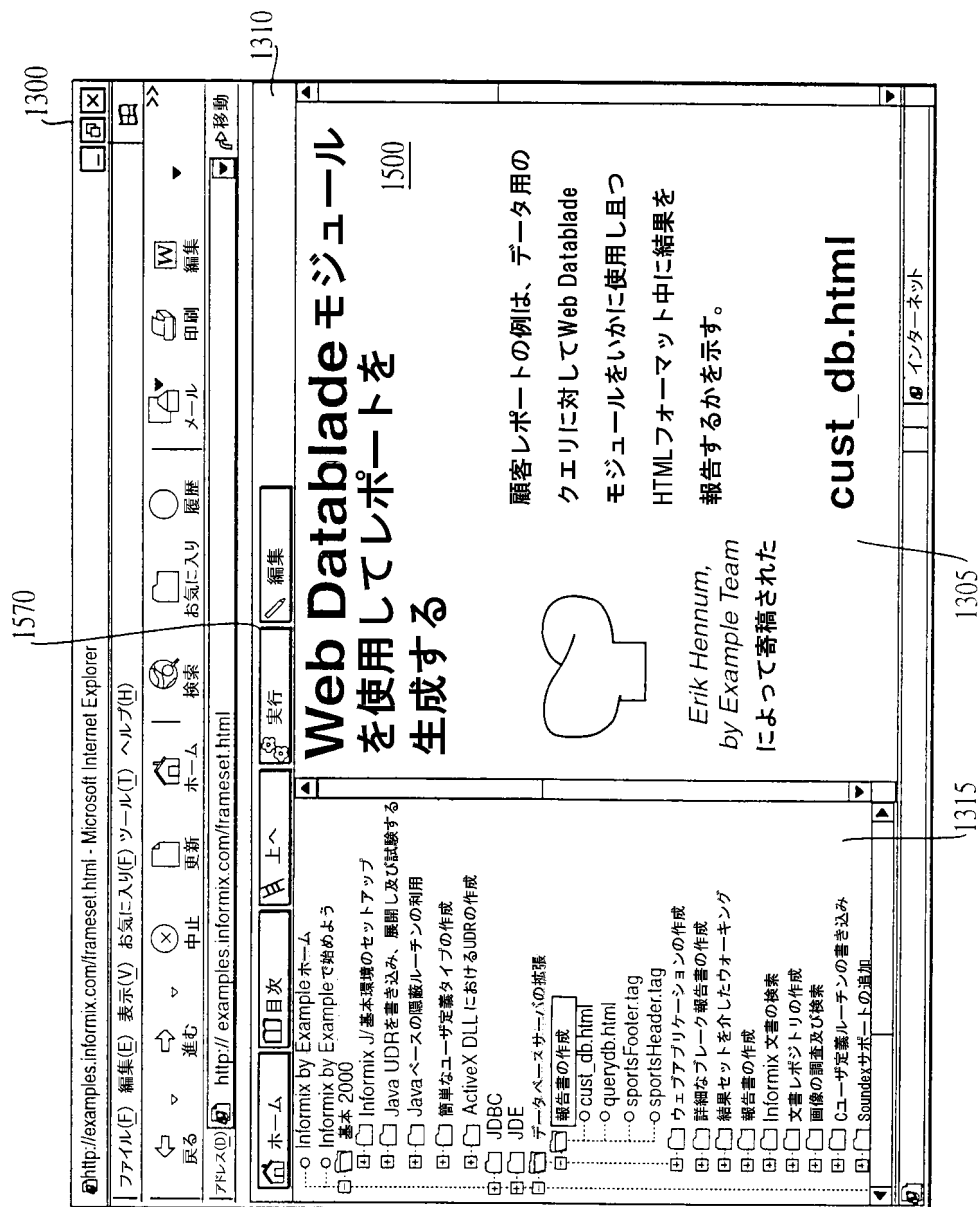 1300
http://examples.informix.com/frameset.html - Microsoft Internet Explorer
ファイル(F) 編集(E) 表示(V) お気に入り(F) ツール(T) ヘルプ(H)
戻る 進む 中止 更新 ホーム 検索 お気に入り 履歴 メール 印刷 編集
>>
アドレス(D) http:// examples.informix.com/frameset.html 移動
1310
1570
ホーム 目次 上へ 実行 編集
Informix by Example ホーム
Informix by Example で始めよう
基本 2000
Informix J/ 基本環境のセットアップ
Java UDRを書き込み、展開し及び試験する
Javaベースの隠蔽ルーチンの利用
簡単なユーザ定義タイプの作成
ActiveX DLL におけるUDRの作成
JDBC
JDE
データベースサーバの拡張
報告書の作成
cust_db.html
querydb.html
sportsFooter.tag
sportsHeader.tag
ウェブアプリケーションの作成
詳細なブレーク報告書の作成
結果セットを介したウォーキング
報告書の作成
Informix 文書の検索
文書レポジトリの作成
画像の調査及び検索
Cユーザ定義ルーチンの書き込み
Soundexサポートの追加
1315
Web Datablade モジュール
を使用してレポートを
生成する
1500
Erik Hennum,
by Example Team
によって寄稿された
顧客レポートの例は、データ用の
クエリに対してWeb Datablade
モジュールをいかに使用し且つ
HTMLフォーマット中に結果を
報告するかを示す。
cust_db.html
1305
インターネット